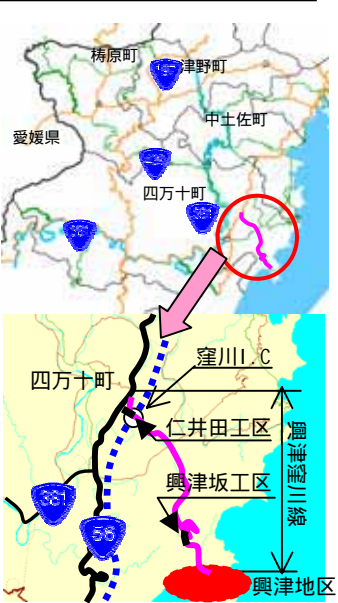 梼原町
津野町
中土佐町
愛媛県
四万十町
窪川I.C
四万十町
仁井田工区
興津坂工区
興津窪川線
381
56
興津地区